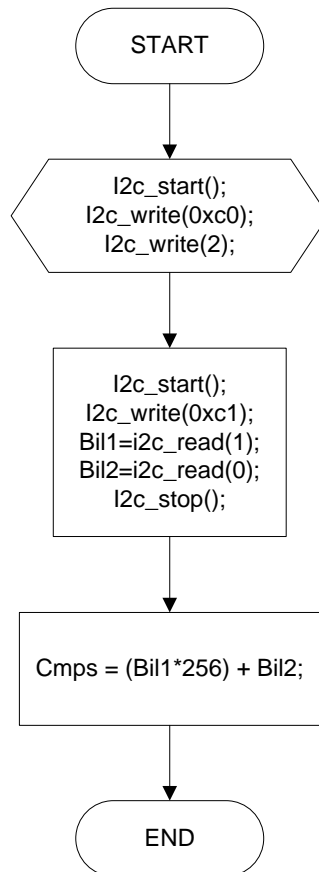 START
I2c_start();
I2c_write(0xc0);
I2c_write(2);
I2c_start();
I2c_write(0xc1);
Bil1=i2c_read(1);
Bil2=i2c_read(0);
I2c_stop();
Cmps = (Bil1*256) + Bil2;
END